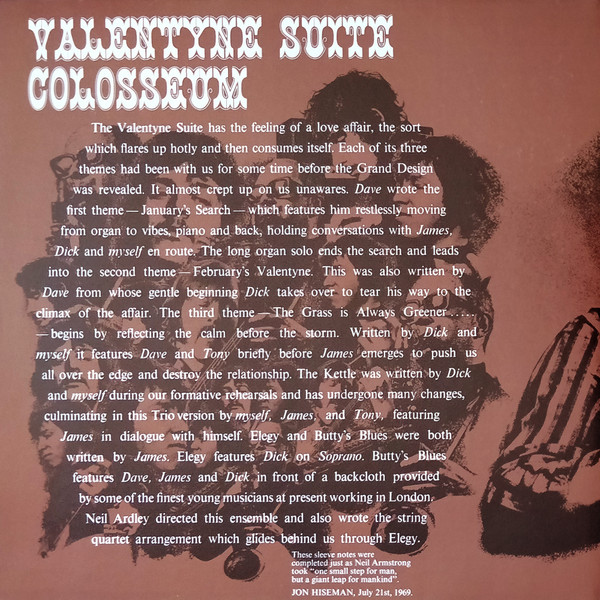 VALENTYNE SUITE
COLOSSEUM
The Valentyne Suite has the feeling of a love affair, the sort
which flares up hotly and then consumes itself. Each of its three
themes had been with us for some time before the Grand Design
was revealed. It almost crept up on us unawares. Dave wrote the
first theme — January's Search — which features him restlessly moving
from organ to vibes, piano and back, holding conversations with James,
Dick and myself en route. The long organ solo ends the search and leads
into the second theme — February's Valentyne. This was also written by
Dave from whose gentle beginning Dick takes over to tear his way to the
climax of the affair. The third theme — The Grass is Always Greener.....
— begins by reflecting the calm before the storm. Written by Dick and
myself it features Dave and Tony briefly before James emerges to push us
all over the edge and destroy the relationship. The Kettle was written by Dick
and myself during our formative rehearsals and has undergone many changes,
culminating in this Trio version by myself, James, and Tony, featuring
James in dialogue with himself. Elegy and Butty's Blues were both
written by James. Elegy features Dick on Soprano. Butty's Blues
features Dave, James and Dick in front of a backcloth provided
by some of the finest young musicians at present working in London.
Neil Ardley directed this ensemble and also wrote the string
quartet arrangement which glides behind us through Elegy.
These sleeve notes were
completed just as Neil Armstrong
took "one small step for man,
but a giant leap for mankind".
JON HISEMAN, July 21st, 1969.